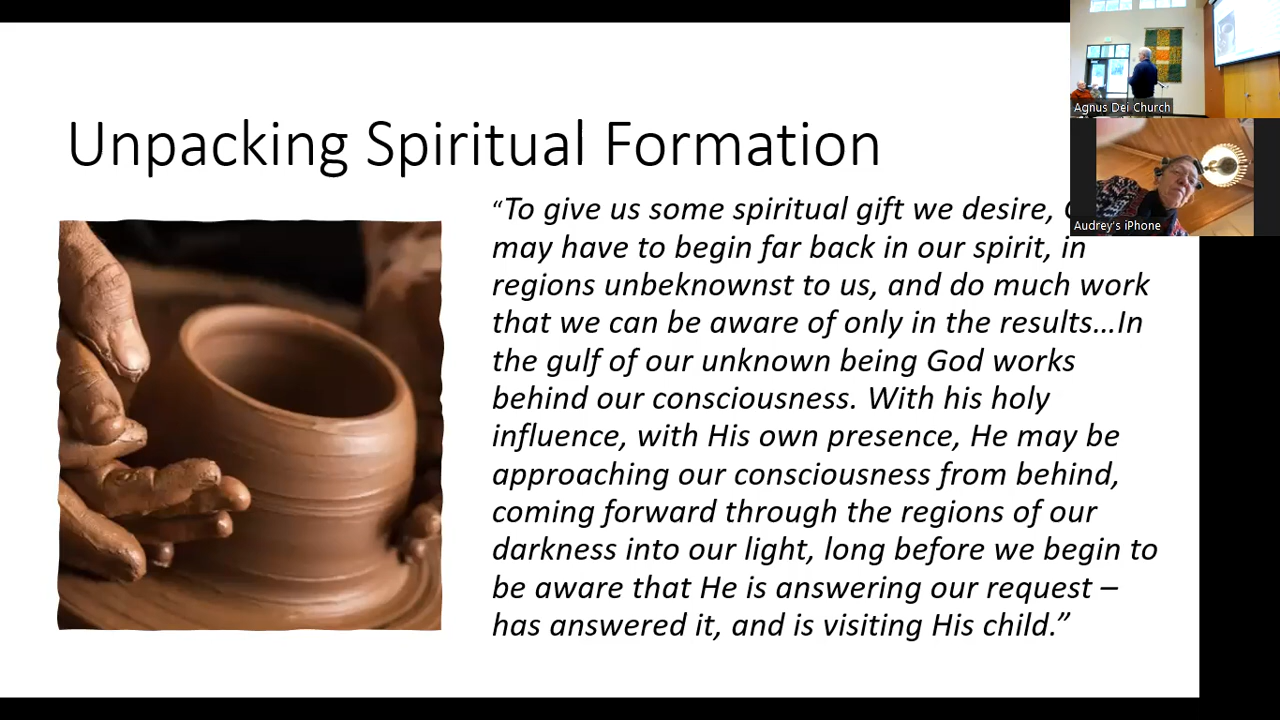 Unpacking Spiritual Formation
“To give us some spiritual gift we desire,
may have to begin far back in our spirit, in
regions unbeknownst to us, and do much work
that we can be aware of only in the results…In
the gulf of our unknown being God works
behind our consciousness. With his holy
influence, with His own presence, He may be
approaching our consciousness from behind,
coming forward through the regions of our
darkness into our light, long before we begin to
be aware that He is answering our request –
has answered it, and is visiting His child.”
Agnus Dei Church
Audrey's iPhone